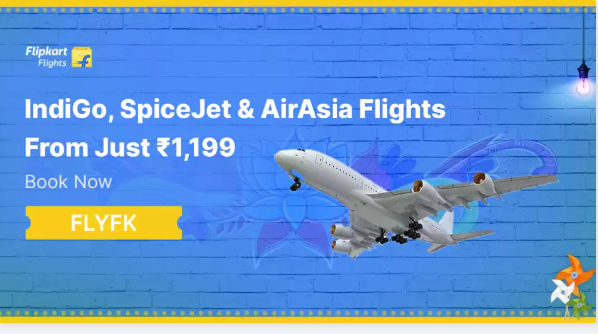 Flipkart
Flights
IndiGo, SpiceJet & AirAsia Flights
From Just ₹1,199
Book Now
FLYFK